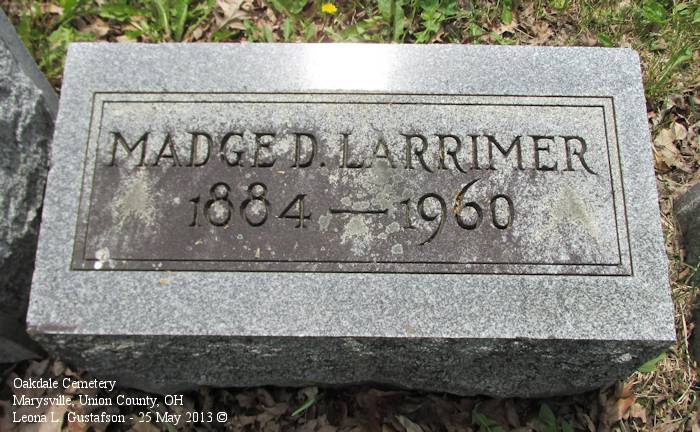 MADGE D. LARRIMER
1884 — 1960
Oakdale Cemetery
Marysville, Union County, OH
Leona L. Gustafson - 25 May 2013 ©